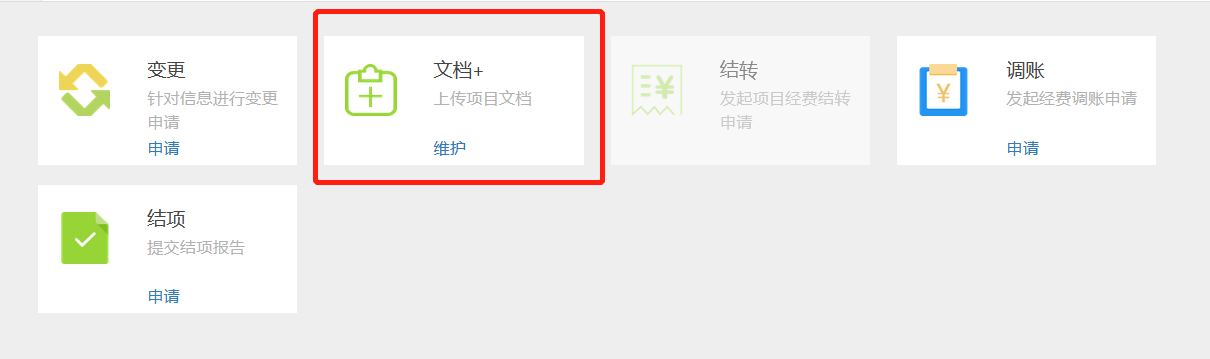 变更
针对信息进行变更
申请
申请
文档+
上传项目文档
维护
结转
发起项目经费结转
申请
调账
发起经费调账申请
申请
结项
提交结项报告
申请